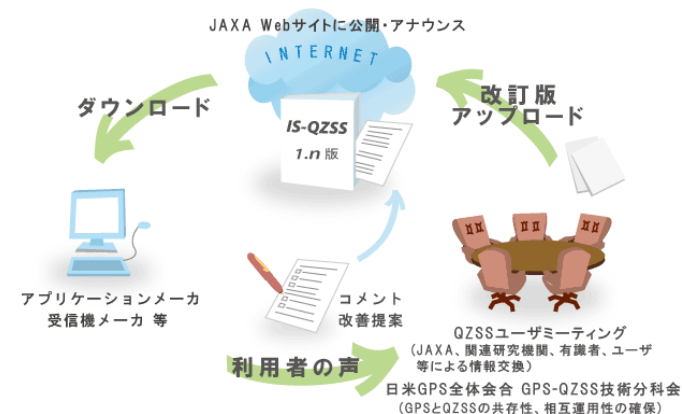 JAXA Webサイトに公開・アナウンス
INTERNET
ダウンロード
改訂版
アップロード
IS-QZSS
1.n 版
アプリケーションメーカ
受信機メーカ 等
コメント
改善提案
利用者の声
QZSSユーザミーティング
（JAXA、関連研究機関、有識者、ユーザ
等による情報交換）
日米GPS全体会合 GPS-QZSS技術分科会
（GPSとQZSSの共存性、相互運用性の確保）